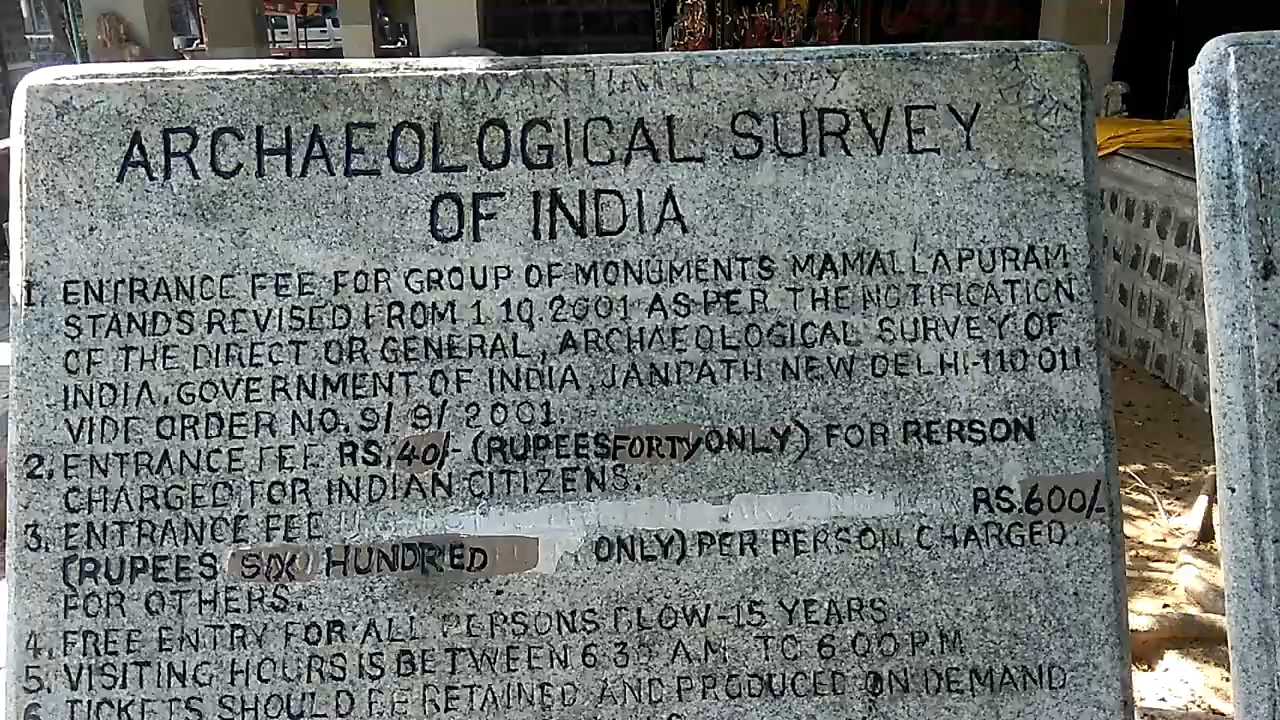 ARCHAEOLOGICAL SURVEY
OF INDIA
1. ENTRANCE FEE FOR GROUP OF MONUMENTS MAMALLAPURAM
STANDS REVISED FROM 1.10.2001 AS PER THE NOTIFICATION
OF THE DIRECT OR GENERAL, ARCHAEOLOGICAL SURVEY OF
INDIA, GOVERNMENT OF INDIA, JANPATH NEW DELHI-110 011
VIDE ORDER NO. 9/ 9/ 2001.
2. ENTRANCE FEE RS. 40/- (RUPEES FORTY ONLY) FOR RERSON
CHARGED FOR INDIAN CITIZENS.
3. ENTRANCE FEE RS. 600/-
(RUPEES SIX HUNDRED ONLY) PER PERSON CHARGED
FOR OTHERS.
4. FREE ENTRY FOR ALL PERSONS BLOW-15 YEARS
5. VISITING HOURS IS BETWEEN 6.30 A.M. TO 6.00 P.M
6. TICKETS SHOULD BE RETAINED AND PRODUCED ON DEMAND